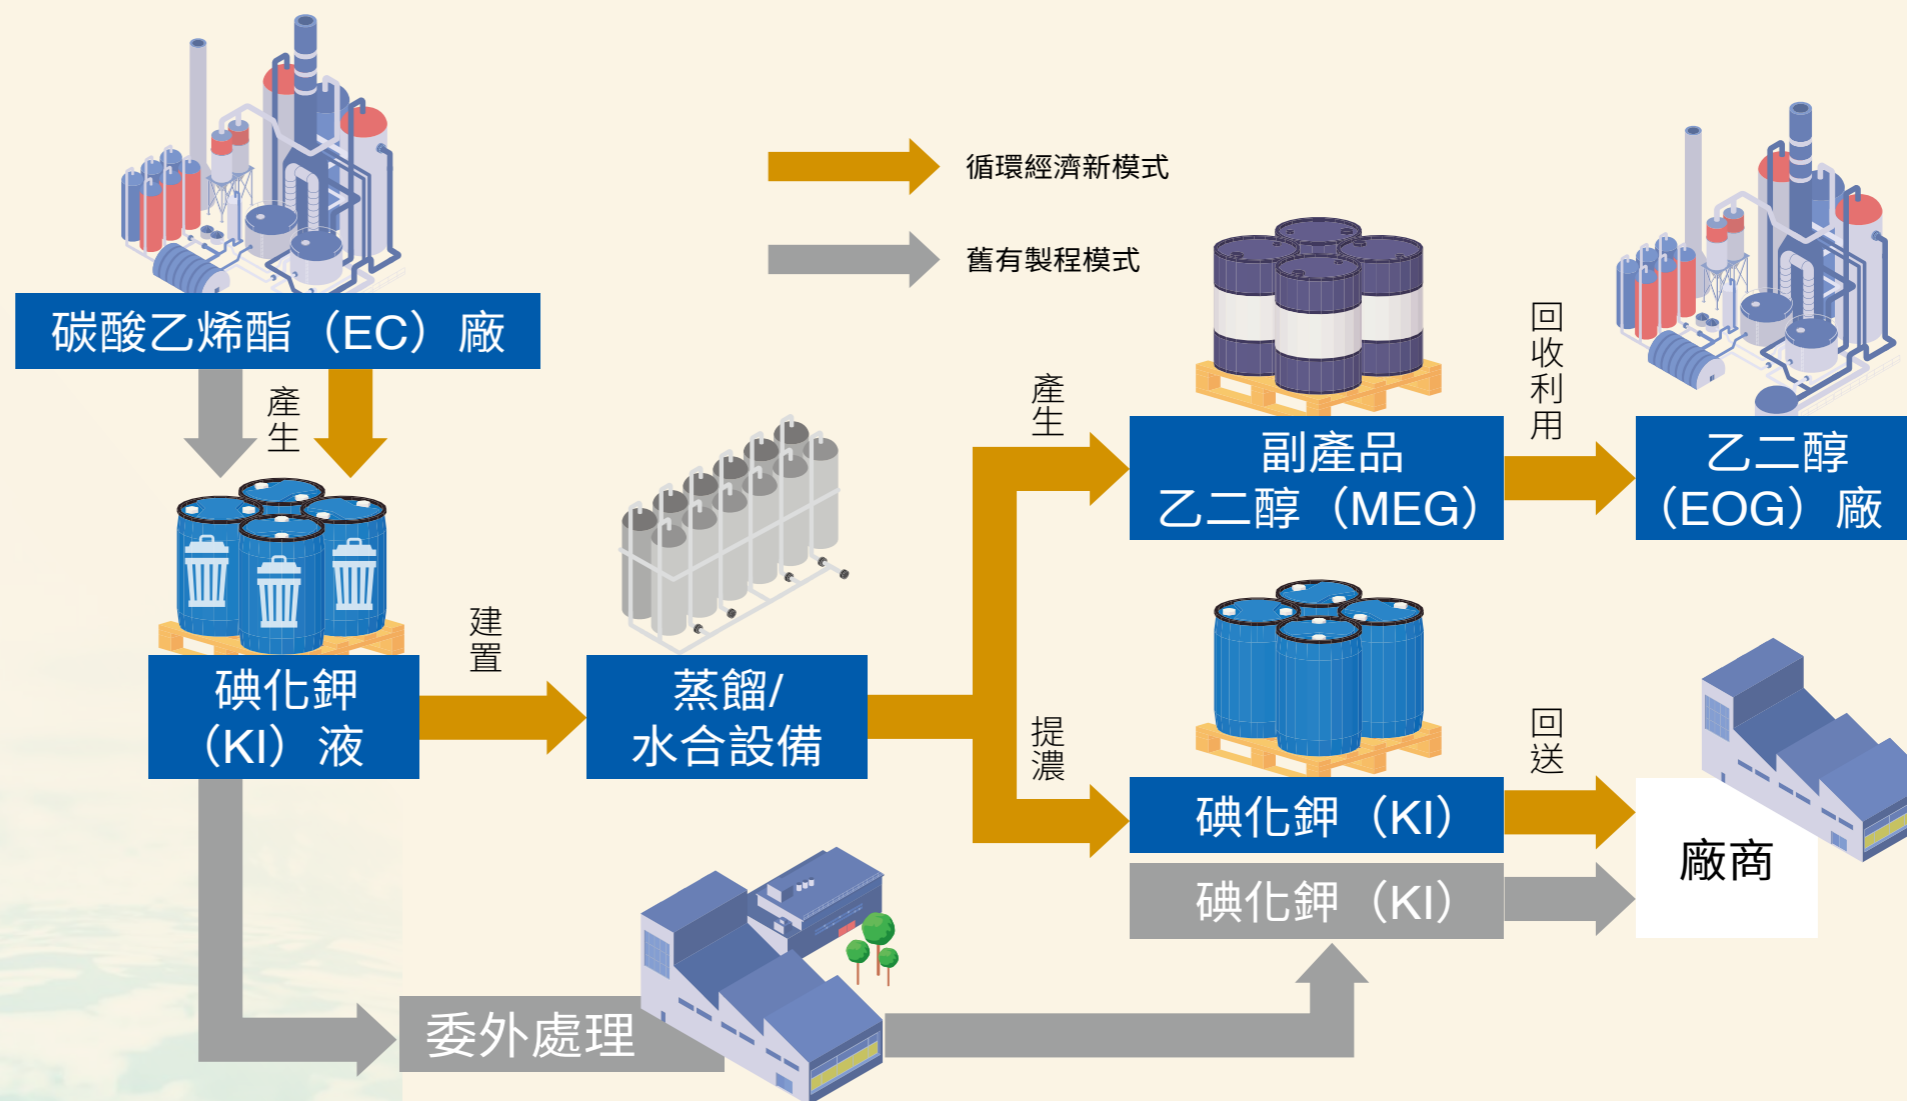 循環經濟新模式
舊有製程模式
碳酸乙烯酯（EC）廠
產生
碘化鉀
（KI）液
建置
蒸餾/
水合設備
產生
副產品
乙二醇（MEG）
回收利用
乙二醇
（EOG）廠
提濃
碘化鉀（KI）
回送
碘化鉀（KI）
廠商
委外處理